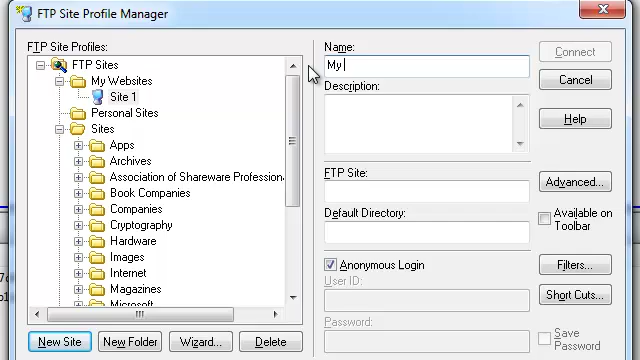 FTP Site Profile Manager
FTP Site Profiles:
FTP Sites
My Websites
Site 1
Personal Sites
Sites
Apps
Archives
Association of Shareware Profession
Book Companies
Companies
Cryptography
Hardware
Images
Internet
Magazines
Microsoft
New Site
New Folder
Wizard...
Delete
Name:
My
Description:
FTP Site:
Default Directory:
Anonymous Login
User ID:
Password:
Connect
Cancel
Help
Advanced...
Available on
Toolbar
Filters...
Short Cuts...
Save
Password